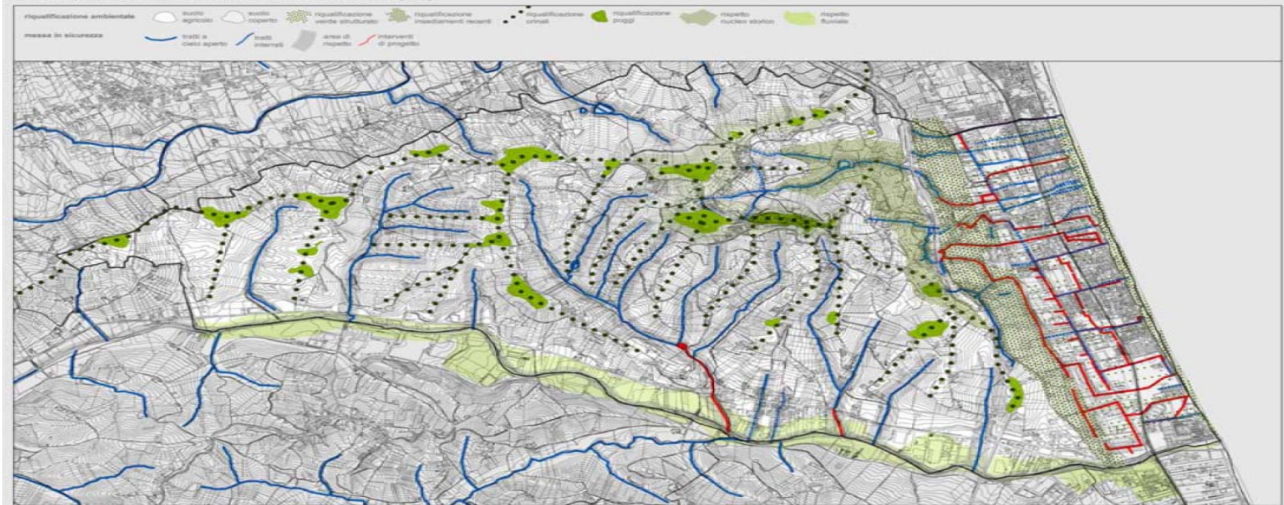 riqualificazione ambientale
suolo agricolo
suolo coperto
riqualificazione verde strutturato
riqualificazione insediamenti recenti
riqualificazione crinali
riqualificazione poggi
rispetto nucleo storico
rispetto fluviale
messa in sicurezza
tratti a cielo aperto
tratti interrati
area di rispetto
interventi di progetto